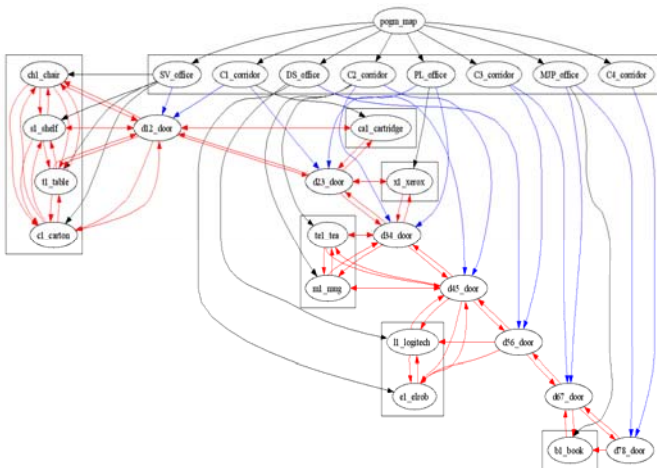 pogm_map
ch1_chair
SV_office
C1_corridor
DS_office
C2_corridor
PL_office
C3_corridor
MJP_office
C4_corridor
s1_shelf
d12_door
ca1_cartridge
t1_table
d23_door
x1_xerox
c1_carton
te1_tea
d34_door
m1_mmg
d45_door
l1_logitech
d56_door
e1_elrob
d67_door
b1_book
d78_door